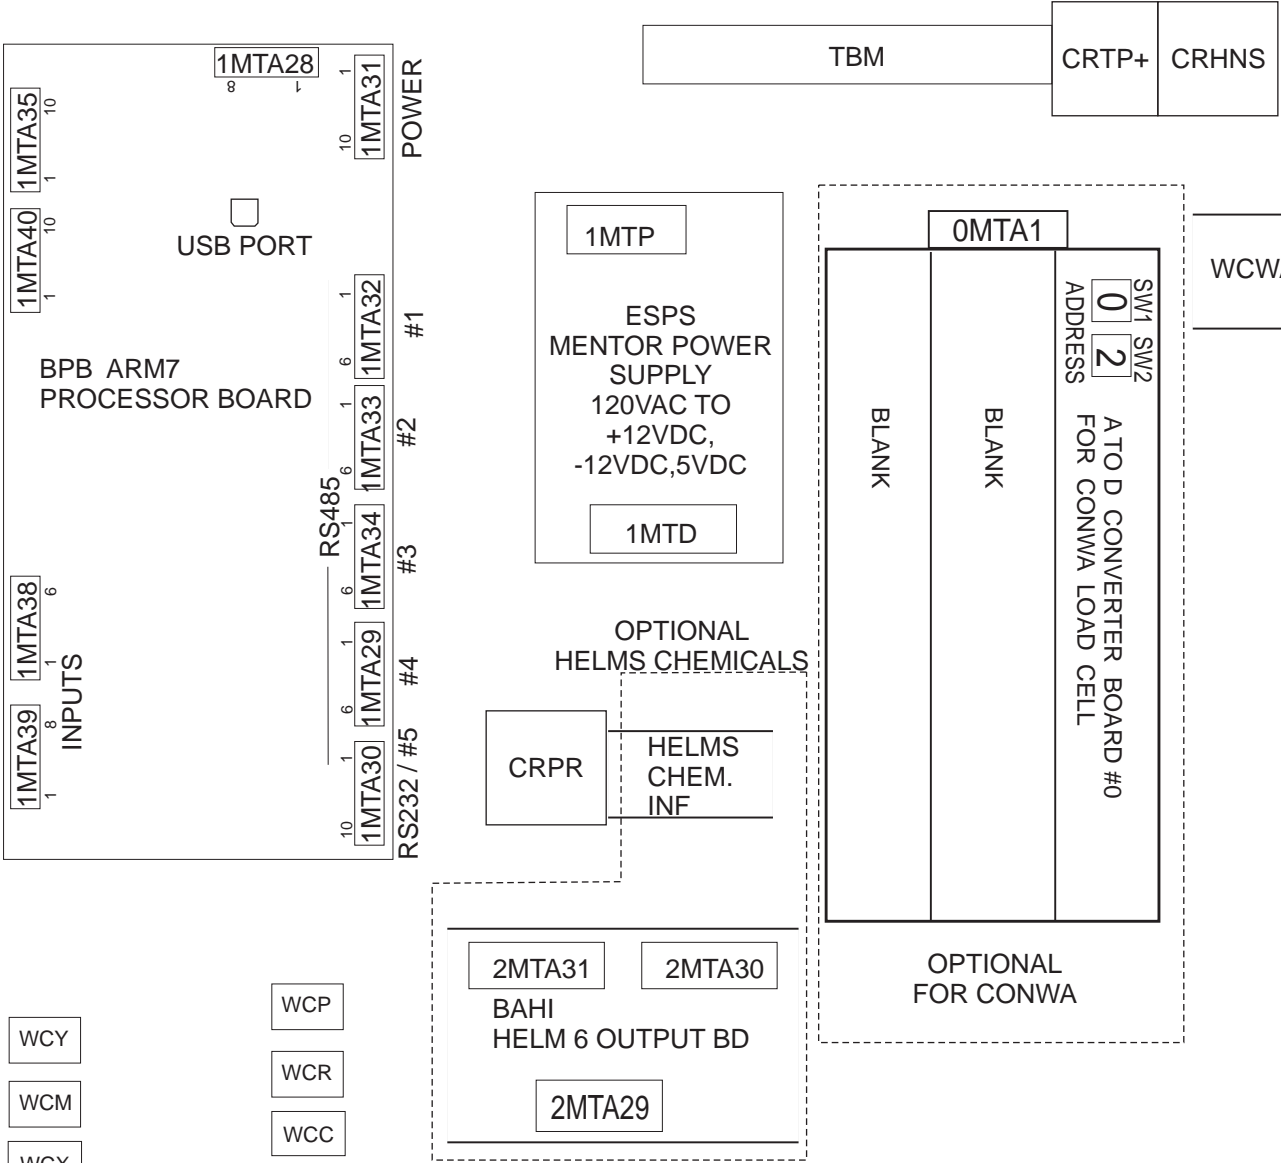 TBM
CRTP+
CRHNS
1MTA28
8
1
1MTA31
1
10
POWER
1MTA35
10
1
1MTA40
10
1
USB PORT
BPB ARM7
PROCESSOR BOARD
1MTA32
1
6
#1
1MTA33
1
6
#2
RS485
1MTA34
1
6
#3
1MTA29
1
6
#4
1MTA30
1
10
RS232 / #5
1MTA38
6
1
INPUTS
1MTA39
8
1
1MTP
ESPS
MENTOR POWER
SUPPLY
120VAC TO
+12VDC,
-12VDC,5VDC
1MTD
0MTA1
BLANK
BLANK
SW1 SW2
0 2
ADDRESS
A TO D CONVERTER BOARD #0
FOR CONWA LOAD CELL
OPTIONAL
FOR CONWA
OPTIONAL
HELMS CHEMICALS
CRPR
HELMS
CHEM.
INF
2MTA31
2MTA30
BAHI
HELM 6 OUTPUT BD
2MTA29
WCP
WCR
WCC
WCY
WCM